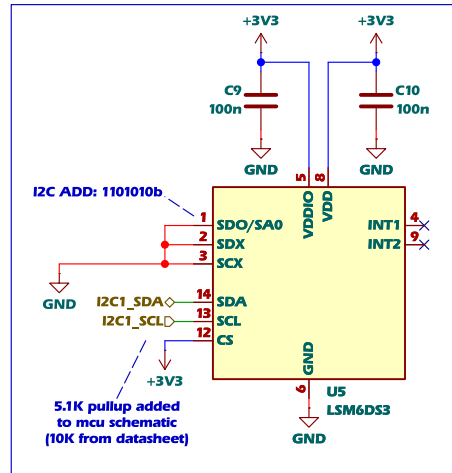 +3V3 +3V3
C9 C10
100n 100n
GND GND
I2C ADD: 1101010b
5 8
VDDIO VDD
1 SDO/SA0 INT1 4
2 SDX INT2 9
3 SCX
GND
I2C1_SDA 14 SDA
I2C1_SCL 13 SCL
12 CS
GND
+3V3
6
U5
LSM6DS3
5.1K pullup added
to mcu schematic
(10K from datasheet)
GND